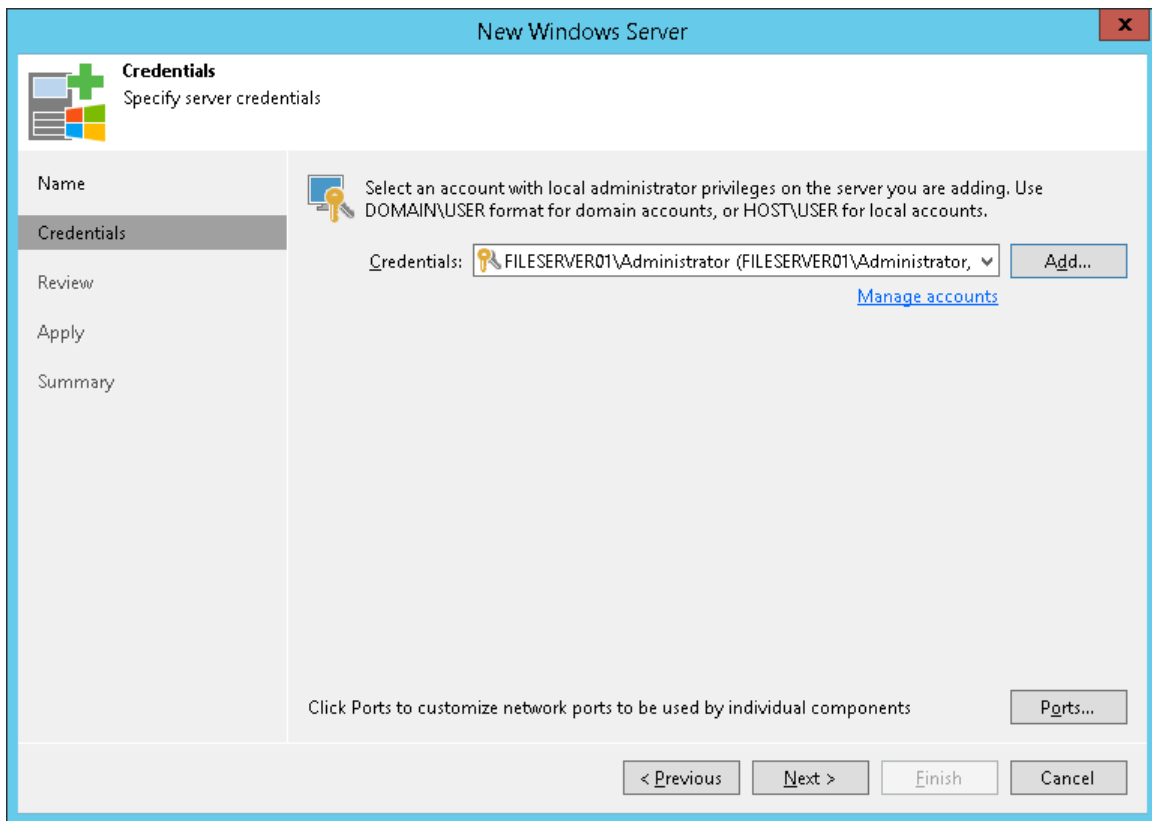 New Windows Server
x
Credentials
Specify server credentials
Name
Credentials
Review
Apply
Summary
Select an account with local administrator privileges on the server you are adding. Use
DOMAIN\USER format for domain accounts, or HOST\USER for local accounts.
Credentials: FILESERVER01\Administrator (FILESERVER01\Administrator, Add...
Manage accounts
Click Ports to customize network ports to be used by individual components Ports...
< Previous Next > Finish Cancel